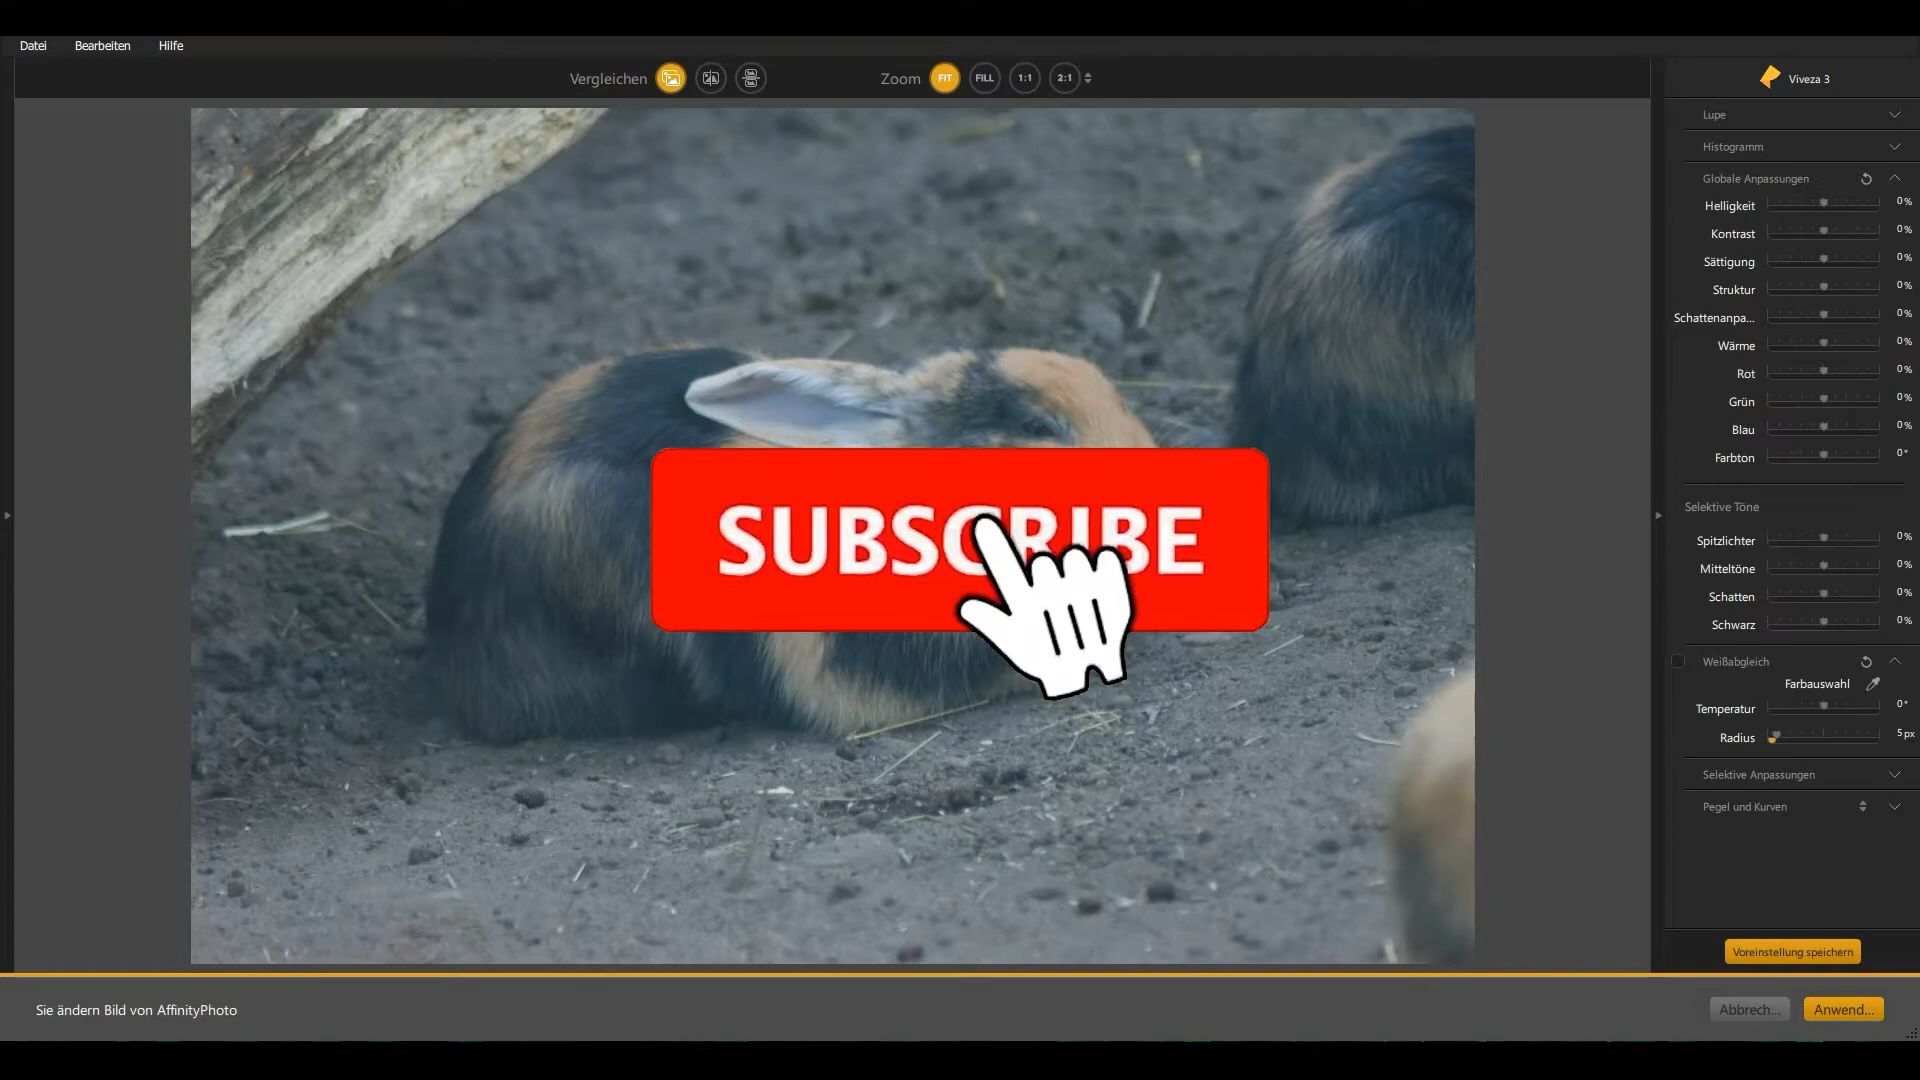 Datei Bearbeiten Hilfe
Vergleichen Zoom FIT FILL 1:1 2:1
Viveza 3
Lupe
Histogramm
Globale Anpassungen
Helligkeit 0%
Kontrast 0%
Sättigung 0%
Struktur 0%
Schattenanpa... 0%
Wärme 0%
Rot 0%
Grün 0%
Blau 0%
Farbton 0°
Selektive Töne
Spitzlichter 0%
Mitteltöne 0%
Schatten 0%
Schwarz 0%
Weißabgleich
Farbauswahl
Temperatur 0°
Radius 5 px
Selektive Anpassungen
Pegel und Kurven
Voreinstellung speichern
SUBSCRIBE
Sie ändern Bild von AffinityPhoto
Abbrech... Anwend...